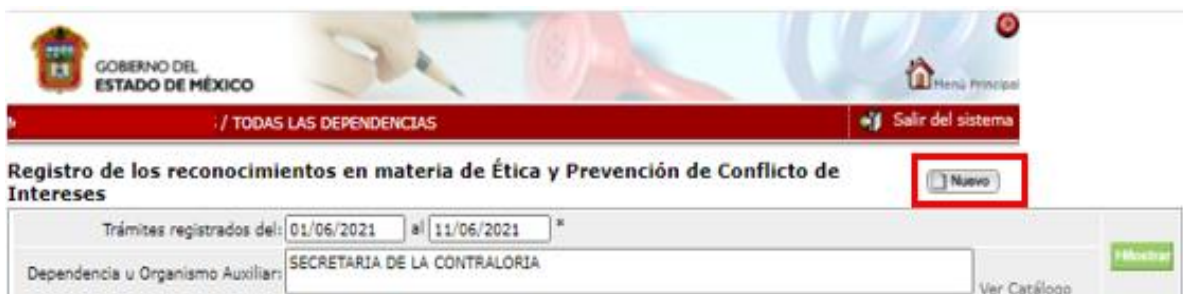 GOBIERNO DEL
ESTADO DE MÉXICO
Menú Principal
/ TODAS LAS DEPENDENCIAS
Salir del sistema
Registro de los reconocimientos en materia de Ética y Prevención de Conflicto de
Intereses
Nuevo
Trámites registrados del: 01/06/2021 al 11/06/2021 *
Dependencia u Organismo Auxiliar: SECRETARIA DE LA CONTRALORIA
Mostrar
Ver Catálogo